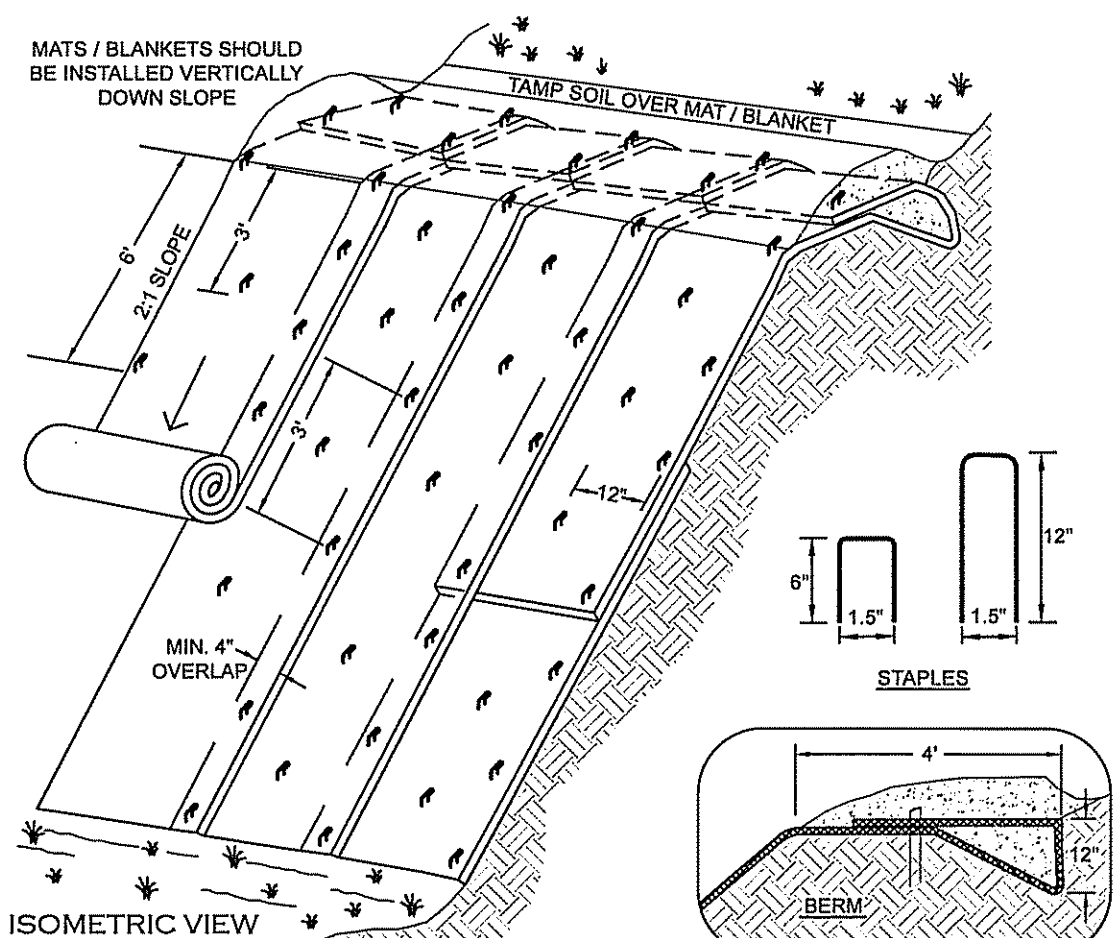 MATS / BLANKETS SHOULD
BE INSTALLED VERTICALLY
DOWN SLOPE
TAMP SOIL OVER MAT / BLANKET
6'
3'
2:1 SLOPE
3'
12"
MIN. 4"
OVERLAP
6"
1.5"
12"
1.5"
STAPLES
4'
12"
BERM
ISOMETRIC VIEW